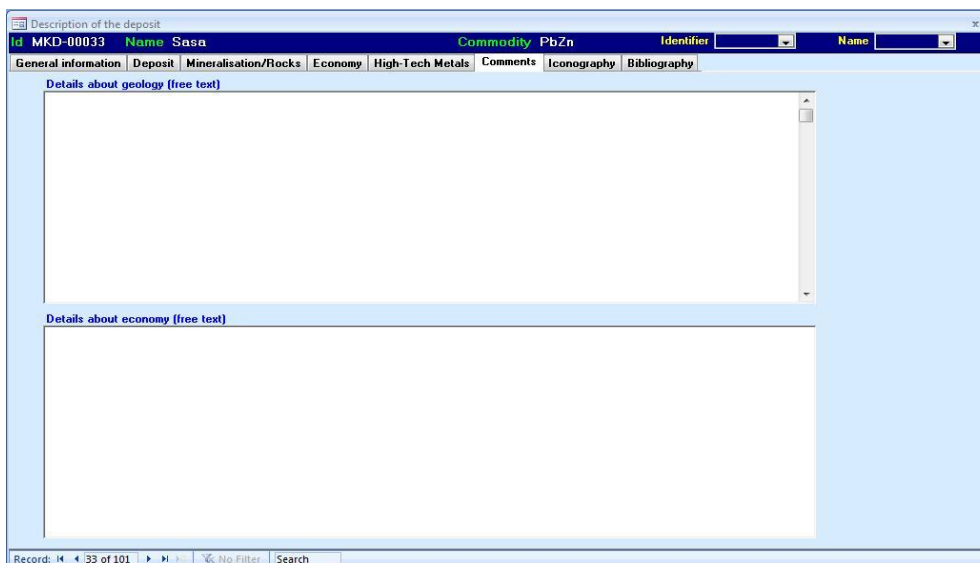 Description of the deposit x
Id MKD-00033 Name Sasa Commodity PbZn Identifier Name
General information Deposit Mineralisation/Rocks Economy High-Tech Metals Comments Iconography Bibliography
Details about geology (free text)
Details about economy (free text)
Record: 33 of 101 No Filter Search